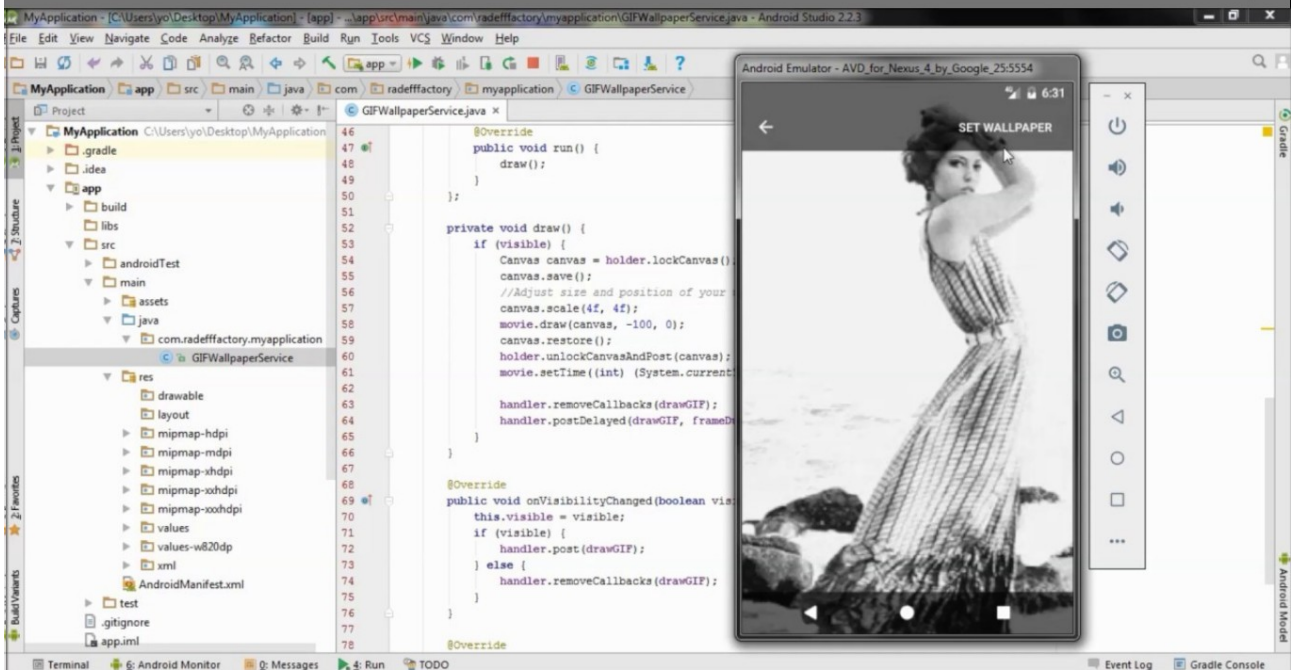 MyApplication - [C:\Users\yo\Desktop\MyApplication] - [app] - ...\app\src\main\java\com\radefffactory\myapplication\GIFWallpaperService.java - Android Studio 2.2.3
File Edit View Navigate Code Analyze Refactor Build Run Tools VCS Window Help
app
MyApplication app src main java com radefffactory myapplication GIFWallpaperService
Project
GIFWallpaperService.java
1: Project
7: Structure
Captures
2: Favorites
Build Variants
MyApplication C:\Users\yo\Desktop\MyApplication
.gradle
.idea
app
build
libs
src
androidTest
main
assets
java
com.radefffactory.myapplication
GIFWallpaperService
res
drawable
layout
mipmap-hdpi
mipmap-mdpi
mipmap-xhdpi
mipmap-xxhdpi
mipmap-xxxhdpi
values
values-w820dp
xml
AndroidManifest.xml
test
.gitignore
app.iml
46 @Override
47 public void run() {
48 draw();
49 }
50 };
51
52 private void draw() {
53 if (visible) {
54 Canvas canvas = holder.lockCanvas()
55 canvas.save();
56 //Adjust size and position of your
57 canvas.scale(4f, 4f);
58 movie.draw(canvas, -100, 0);
59 canvas.restore();
60 holder.unlockCanvasAndPost(canvas);
61 movie.setTime((int) (System.current
62
63 handler.removeCallbacks(drawGIF);
64 handler.postDelayed(drawGIF, frameD
65 }
66 }
67
68 @Override
69 public void onVisibilityChanged(boolean vis
70 this.visible = visible;
71 if (visible) {
72 handler.post(drawGIF);
73 } else {
74 handler.removeCallbacks(drawGIF);
75 }
76 }
77
78 @Override
Android Emulator - AVD_for_Nexus_4_by_Google_25:5554
6:31
SET WALLPAPER
Gradle
Android Model
Terminal 6: Android Monitor 0: Messages 4: Run TODO Event Log Gradle Console